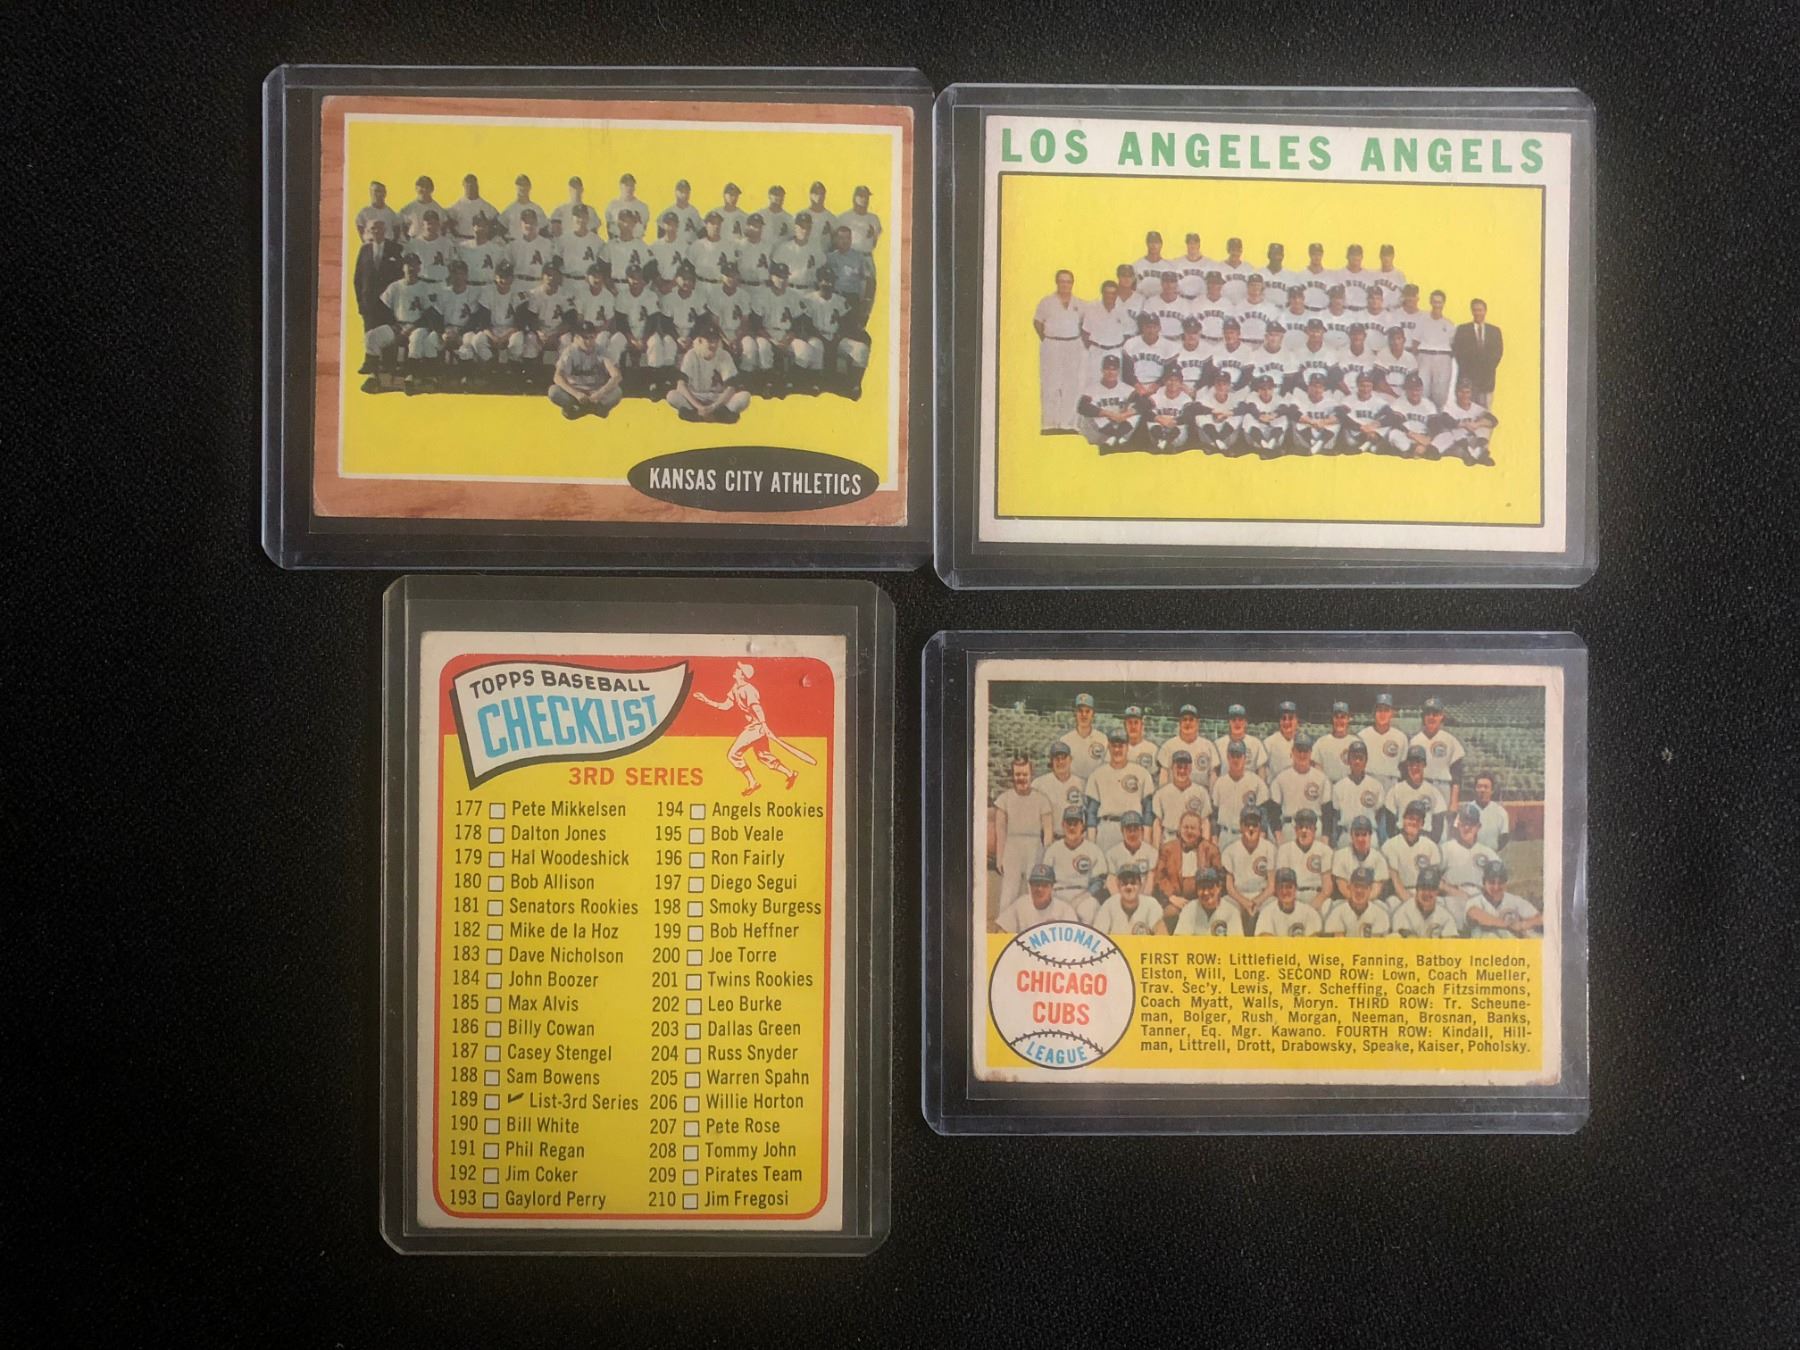 KANSAS CITY ATHLETICS
LOS ANGELES ANGELS
TOPPS BASEBALL
CHECKLIST
3RD SERIES
177 Pete Mikkelsen
178 Dalton Jones
179 Hal Woodeshick
180 Bob Allison
181 Senators Rookies
182 Mike de la Hoz
183 Dave Nicholson
184 John Boozer
185 Max Alvis
186 Billy Cowan
187 Casey Stengel
188 Sam Bowens
189 List-3rd Series
190 Bill White
191 Phil Regan
192 Jim Coker
193 Gaylord Perry
194 Angels Rookies
195 Bob Veale
196 Ron Fairly
197 Diego Segui
198 Smoky Burgess
199 Bob Heffner
200 Joe Torre
201 Twins Rookies
202 Leo Burke
203 Dallas Green
204 Russ Snyder
205 Warren Spahn
206 Willie Horton
207 Pete Rose
208 Tommy John
209 Pirates Team
210 Jim Fregosi
NATIONAL
CHICAGO
CUBS
LEAGUE
FIRST ROW: Littlefield, Wise, Fanning, Batboy Incledon,
Elston, Will, Long. SECOND ROW: Lown, Coach Mueller,
Trav. Sec'y. Lewis, Mgr. Scheffing, Coach Fitzsimmons,
Coach Myatt, Walls, Moryn. THIRD ROW: Tr. Scheune-
man, Bolger, Rush, Morgan, Neeman, Brosnan, Banks,
Tanner, Eq. Mgr. Kawano. FOURTH ROW: Kindall, Hill-
man, Littrell, Drott, Drabowsky, Speake, Kaiser, Poholsky.